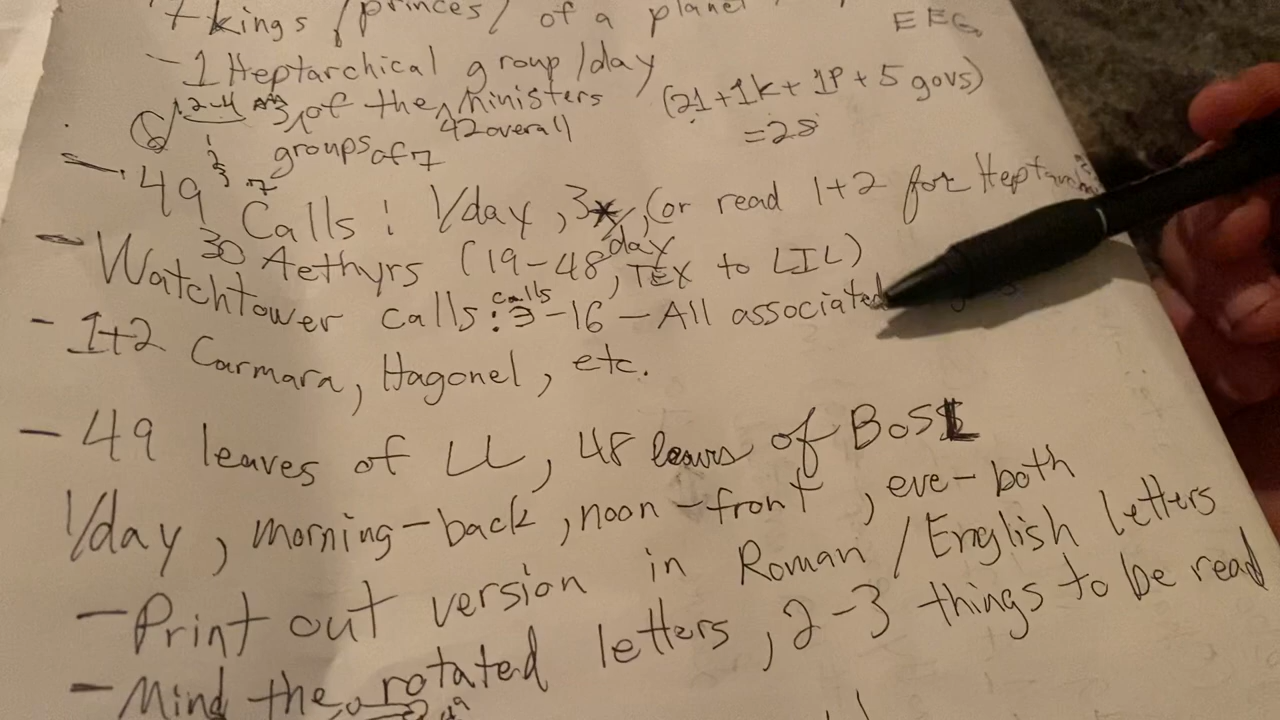 7 kings /princes/ of a planet
EEG
- 1 Heptarchical group/day
2-4 3 of the Ministers (21+1k+1P+5 govs)
groups of 7 42 overall =28
- 49 Calls: 1/day, 3x/day, (or read 1+2 for
30 Aethyrs (19-48, TEX to LIL)
- Watchtower calls: calls 3-16 - All associated
- 1+2 Carmara, Hagonel, etc.
- 49 leaves of LL, 48 leaves of BoSL
1/day, morning-back, noon-front, eve-both
- Print out version in Roman/English letters
- Mind the rotated letters, 2-3 things to be read